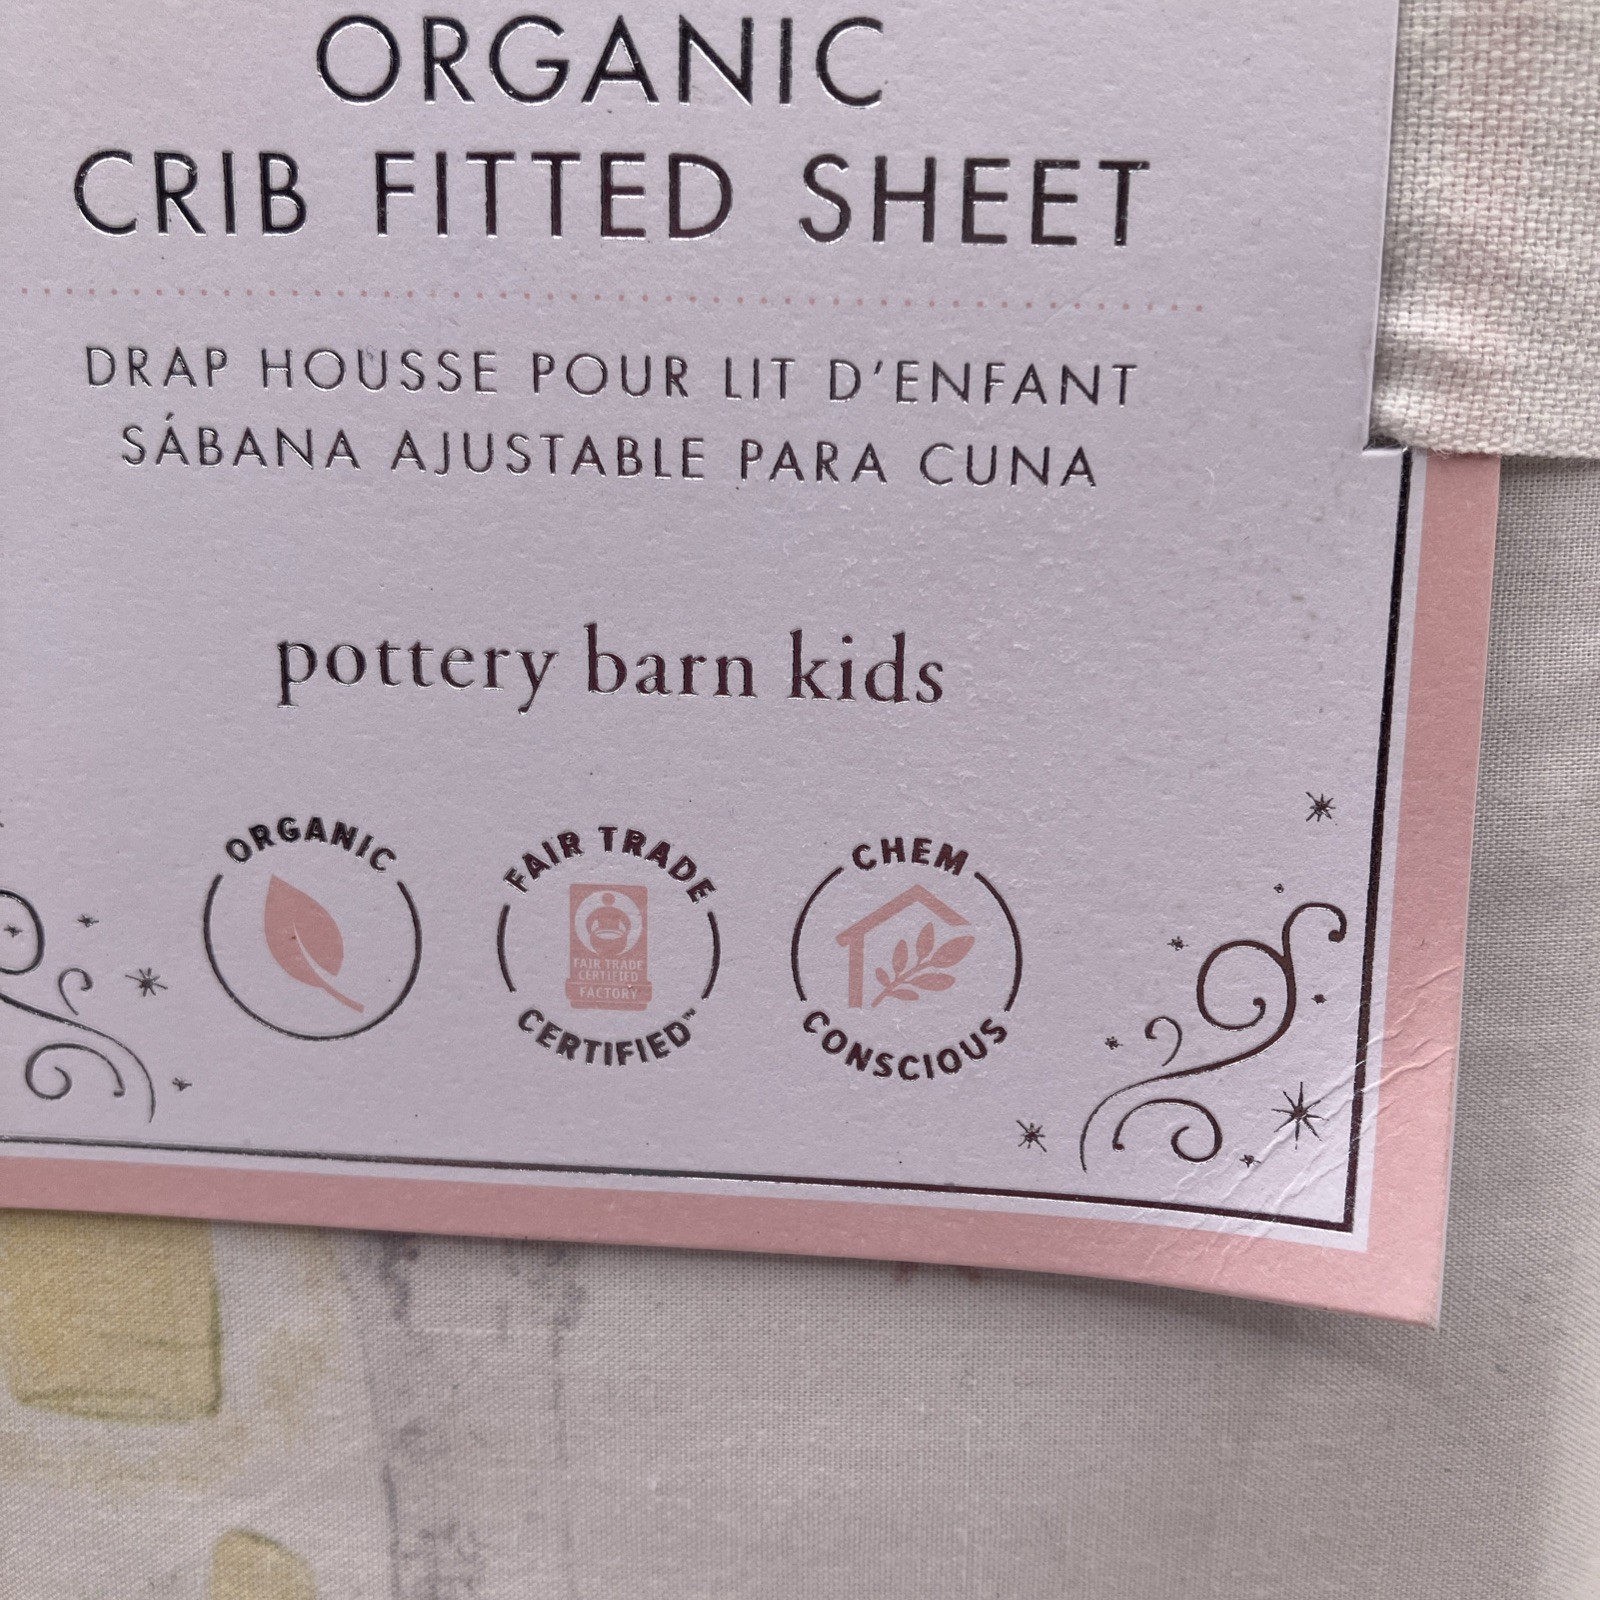 ORGANIC
CRIB FITTED SHEET
DRAP HOUSSE POUR LIT D'ENFANT
SÁBANA AJUSTABLE PARA CUNA
pottery barn kids
ORGANIC
FAIR TRADE
FAIR TRADE
CERTIFIED
FACTORY
CERTIFIED™
CHEM
CONSCIOUS